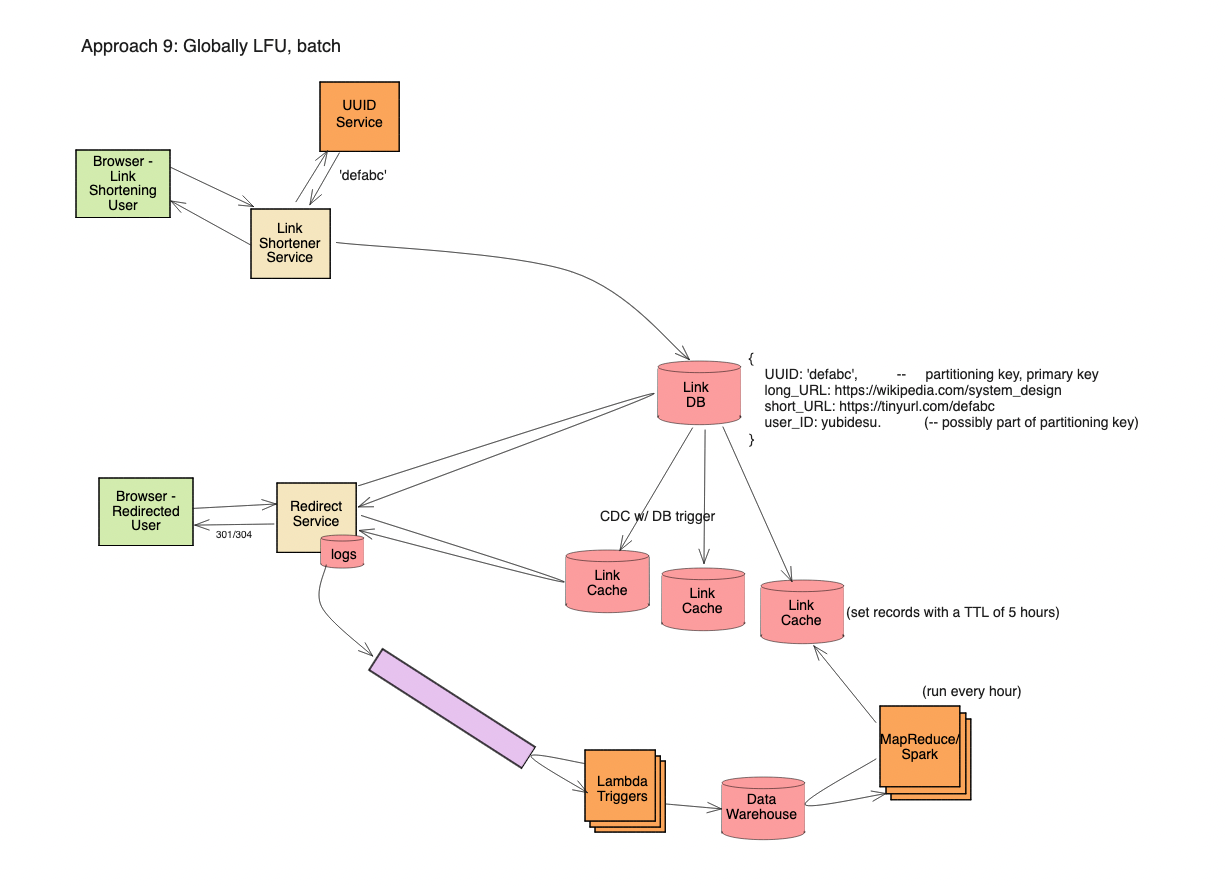 Approach 9: Globally LFU, batch
UUID
Service
Browser -
Link
Shortening
User
'defabc'
Link
Shortener
Service
{
UUID: 'defabc',          --     partitioning key, primary key
long_URL: https://wikipedia.com/system_design
short_URL: https://tinyurl.com/defabc
user_ID: yubidesu.           (-- possibly part of partitioning key)
}
Link
DB
Browser -
Redirected
User
301/304
Redirect
Service
logs
CDC w/ DB trigger
Link
Cache
Link
Cache
Link
Cache
(set records with a TTL of 5 hours)
(run every hour)
MapReduce/
Spark
Lambda
Triggers
Data
Warehouse